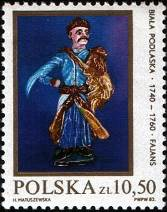 BIAŁA PODLASKA · 1740 – 1760 · FAJANS
H. MATUSZEWSKA PWPW 82
POLSKA ZŁ 10,50